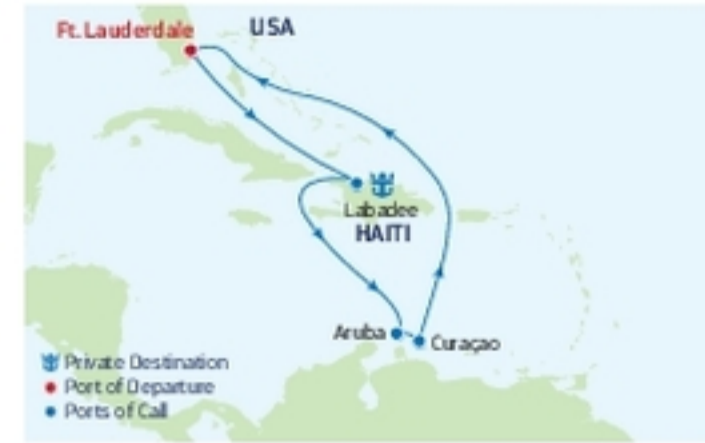 Ft. Lauderdale
USA
Labadee
HAITI
Aruba
Curaçao
Private Destination
Port of Departure
Ports of Call